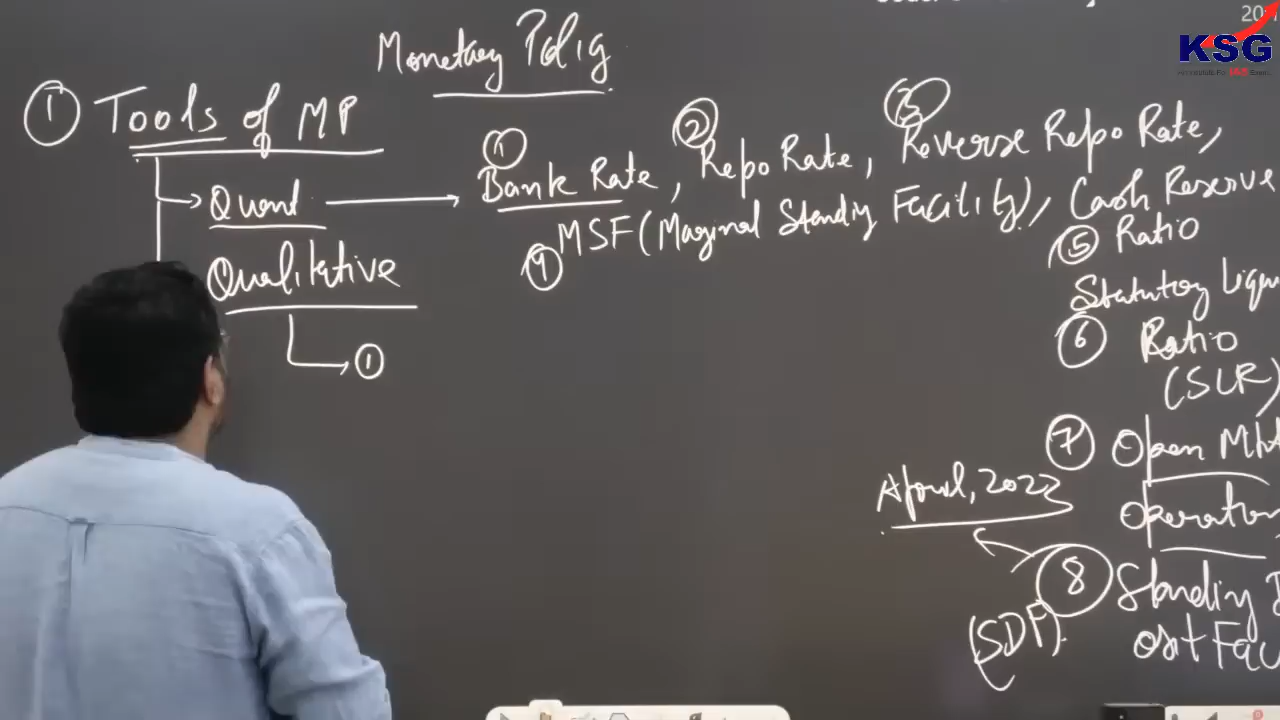 KSG
Monetary Policy
① Tools of MP
Quant
① Bank Rate, ② Repo Rate, ③ Reverse Repo Rate,
④ MSF (Marginal Standing Facility), Cash Reserve
⑤ Ratio
Statutory Liqu
⑥ Ratio
(SLR)
Qualitative
①
⑦ Open
Operation
April, 2022
⑧ Standing D
(SDF)
osit Fac